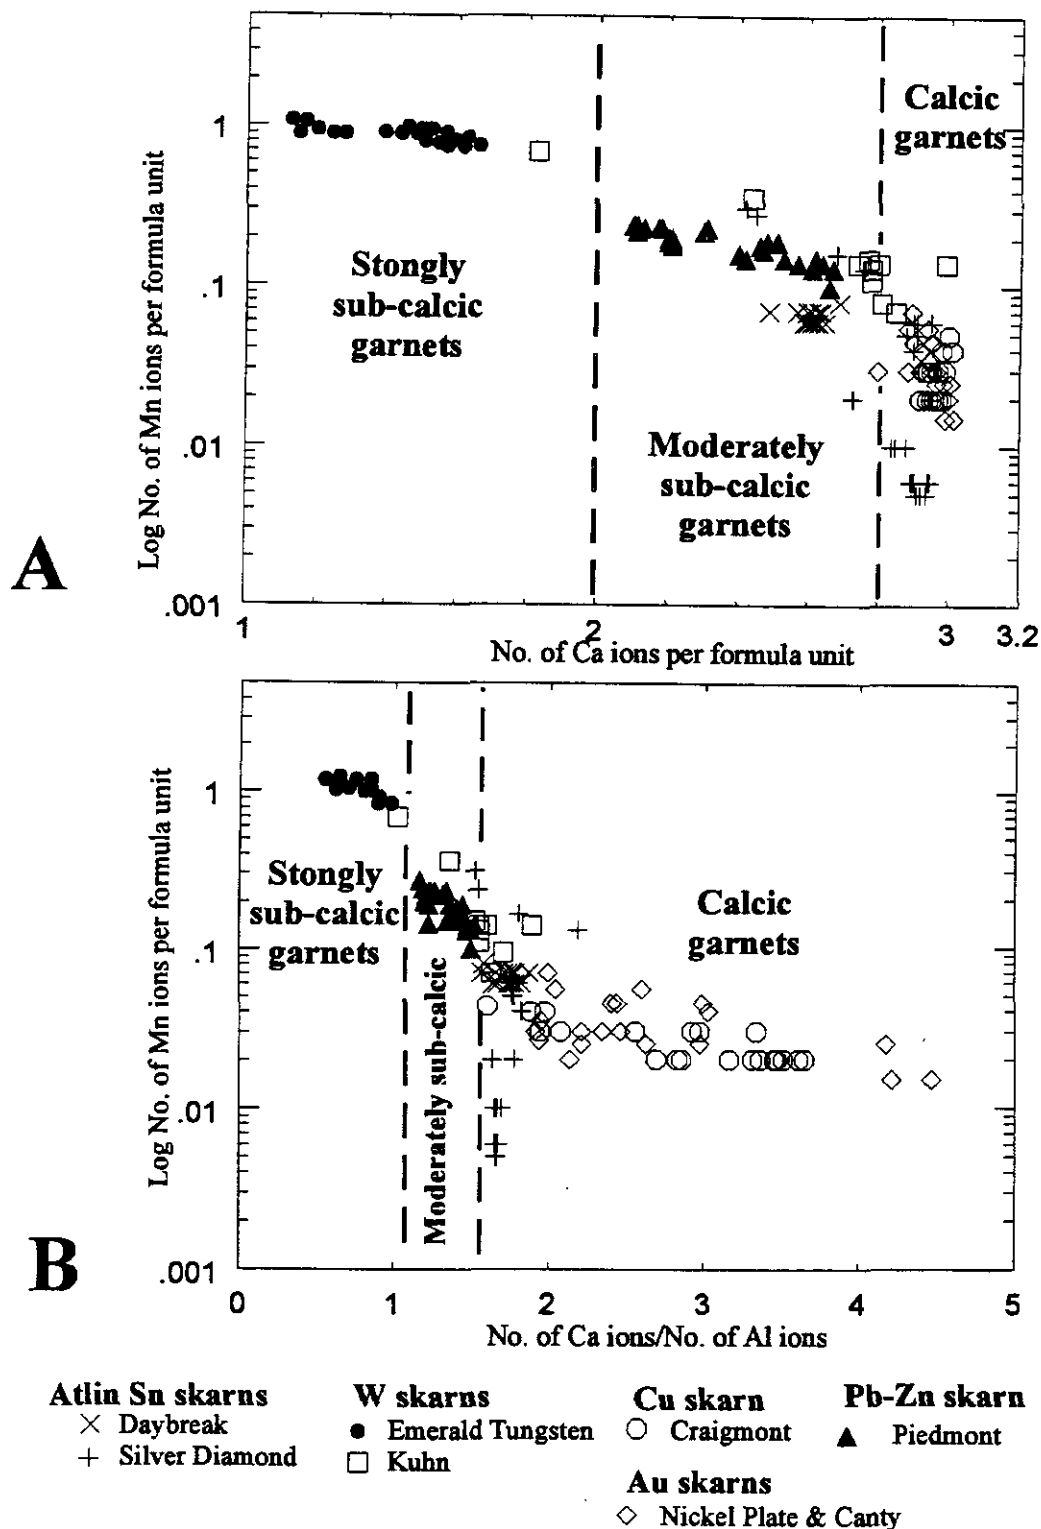 A
Log No. of Mn ions per formula unit
1
.1
.01
.001
Stongly
sub-calcic
garnets
Moderately
sub-calcic
garnets
Calcic
garnets
1
2
3
3.2
No. of Ca ions per formula unit
B
Log No. of Mn ions per formula unit
1
.1
.01
.001
Stongly
sub-calcic
garnets
Moderately sub-calcic
Calcic
garnets
0
1
2
3
4
5
No. of Ca ions/No. of Al ions
Atlin Sn skarns
Daybreak
Silver Diamond
W skarns
Emerald Tungsten
Kuhn
Cu skarn
Craigmont
Au skarns
Nickel Plate & Canty
Pb-Zn skarn
Piedmont